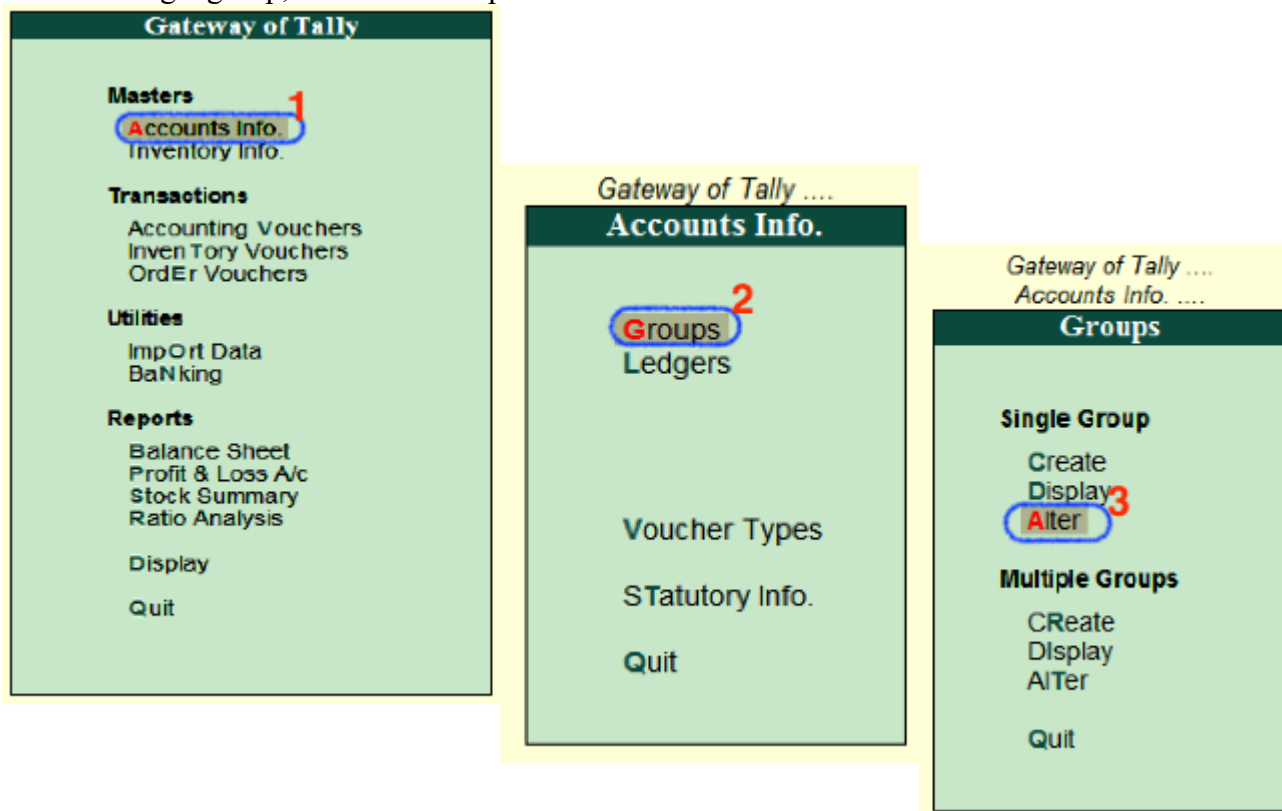 Gateway of Tally
Masters
1
Accounts Info.
Inventory Info.
Transactions
Accounting Vouchers
InvenTory Vouchers
OrdEr Vouchers
Utilities
ImpOrt Data
BaNking
Reports
Balance Sheet
Profit & Loss A/c
Stock Summary
Ratio Analysis
Display
Quit
Gateway of Tally ....
Accounts Info.
2
Groups
Ledgers
Voucher Types
STatutory Info.
Quit
Gateway of Tally ....
Accounts Info. ....
Groups
Single Group
Create
Display
3
Alter
Multiple Groups
CReate
DIsplay
AlTer
Quit